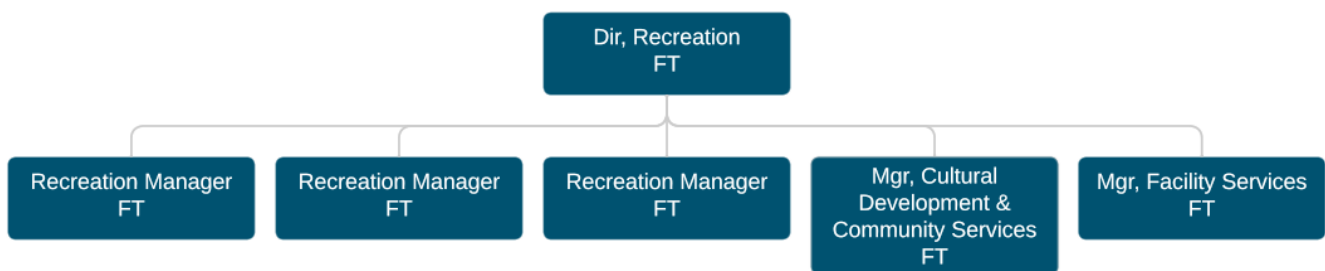 Dir, Recreation
FT
Recreation Manager
FT
Recreation Manager
FT
Recreation Manager
FT
Mgr, Cultural
Development &
Community Services
FT
Mgr, Facility Services
FT